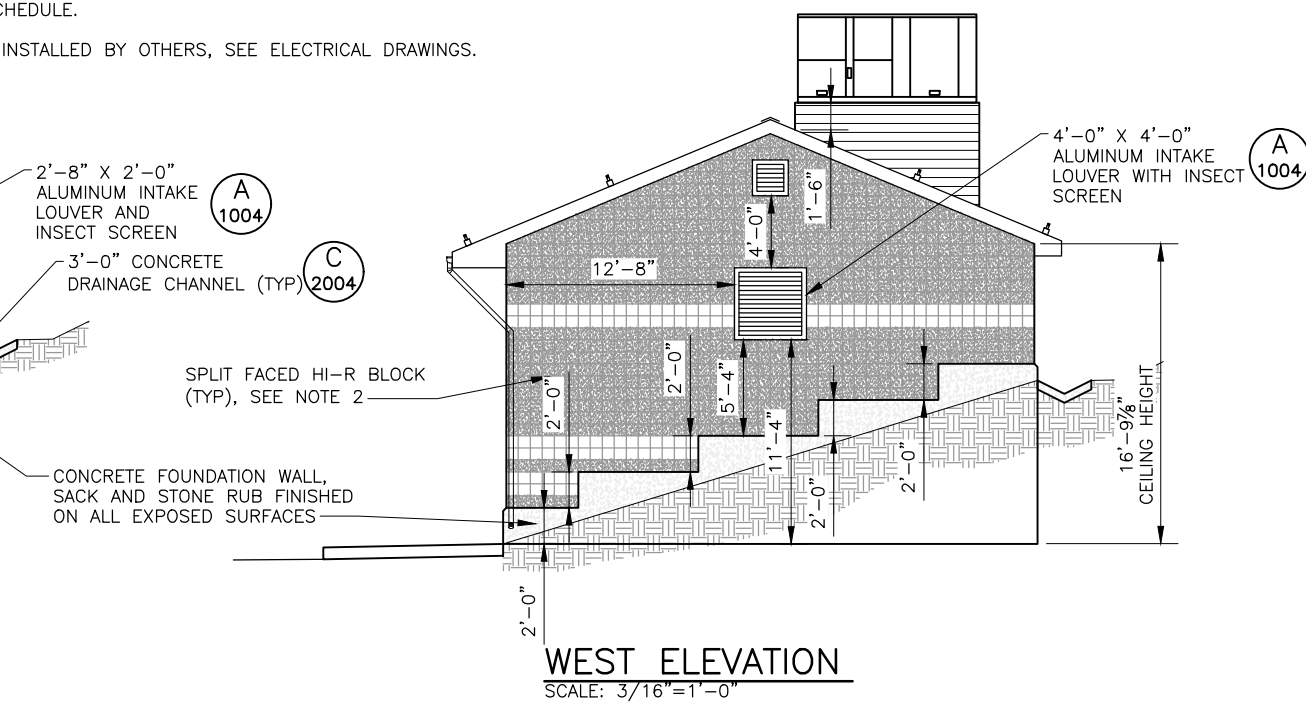 CHEDULE.
INSTALLED BY OTHERS, SEE ELECTRICAL DRAWINGS.
2'-8" X 2'-0"
ALUMINUM INTAKE
LOUVER AND
INSECT SCREEN
A
1004
3'-0" CONCRETE
DRAINAGE CHANNEL (TYP)
C
2004
4'-0" X 4'-0"
ALUMINUM INTAKE
LOUVER WITH INSECT
SCREEN
A
1004
1'-6"
4'-0"
12'-8"
SPLIT FACED HI-R BLOCK
(TYP), SEE NOTE 2
2'-0"
2'-0"
5'-4"
11'-4"
2'-0"
2'-0"
16'-9⅞"
CEILING HEIGHT
CONCRETE FOUNDATION WALL,
SACK AND STONE RUB FINISHED
ON ALL EXPOSED SURFACES
2'-0"
WEST ELEVATION
SCALE: 3/16"=1'-0"